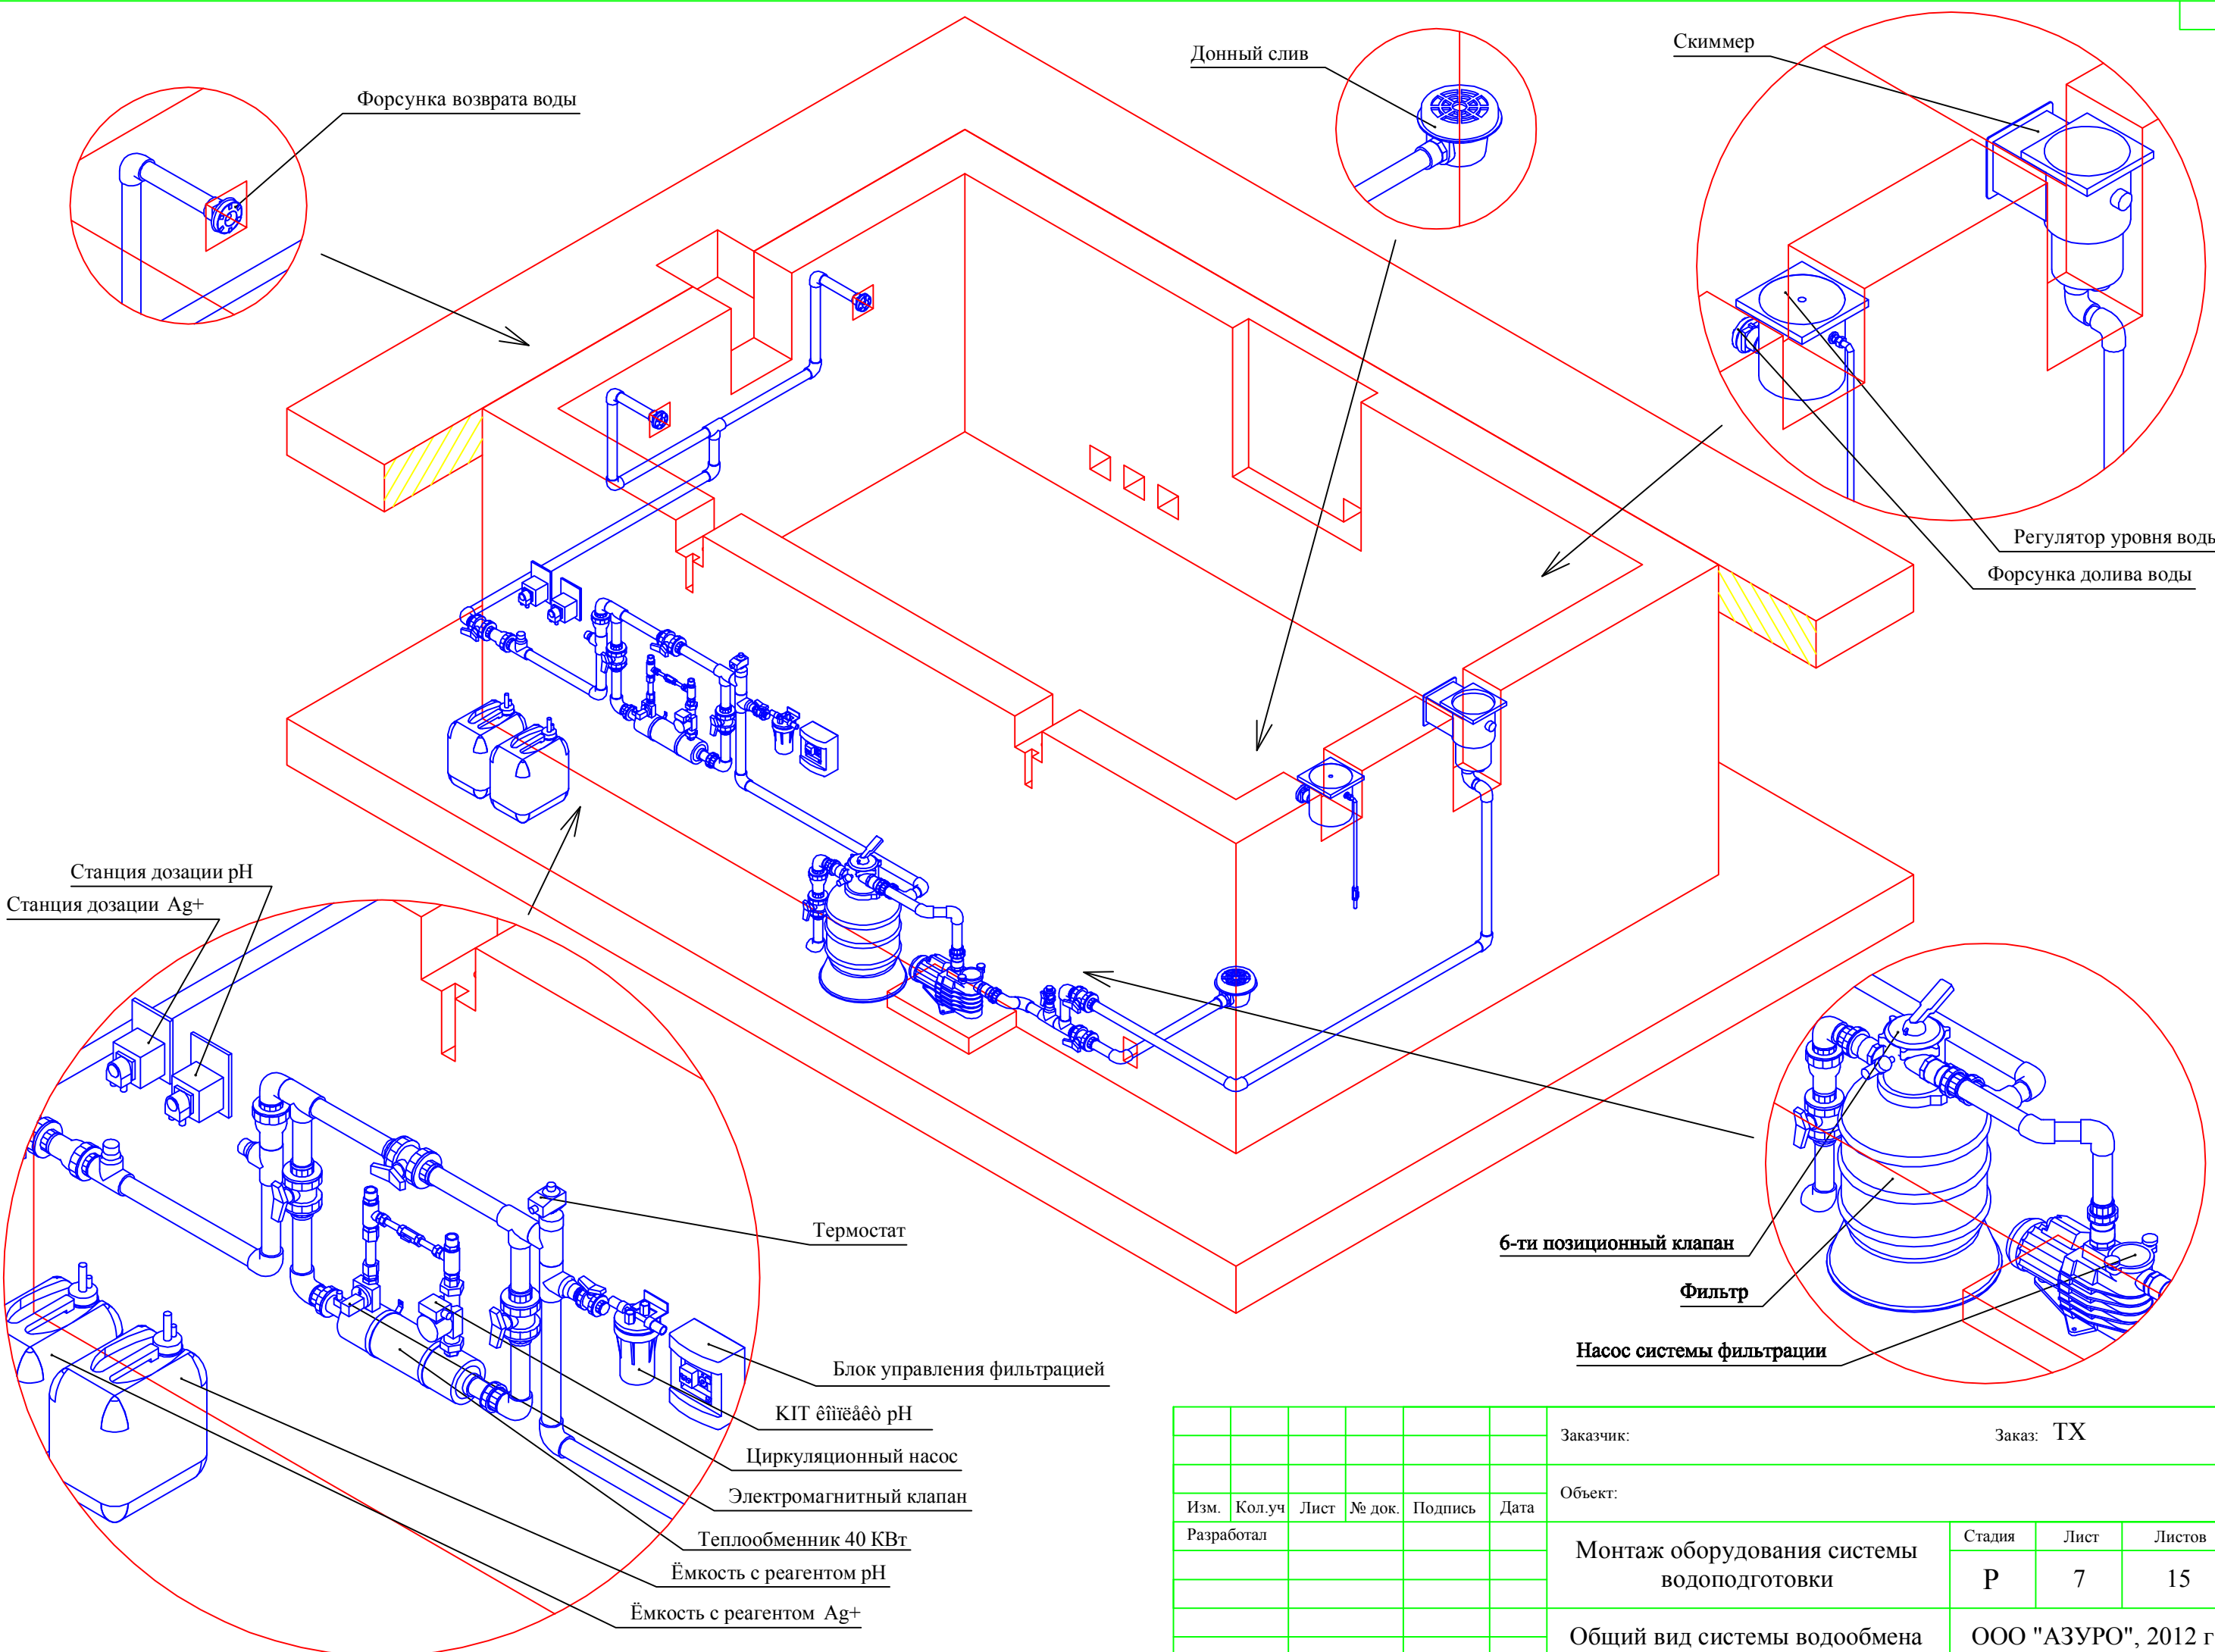 Донный слив
Скиммер
Форсунка возврата воды
Регулятор уровня воды
Форсунка долива воды
Станция дозации pH
Станция дозации Ag+
Термостат
6-ти позиционный клапан
Фильтр
Насос системы фильтрации
Блок управления фильтрацией
KIT êîìïëåêò pH
Циркуляционный насос
Электромагнитный клапан
Теплообменник 40 КВт
Ёмкость с реагентом pH
Ёмкость с реагентом Ag+
Заказчик: Заказ: ТХ
Объект:
Изм. Кол.уч Лист № док. Подпись Дата
Разработал
Монтаж оборудования системы
водоподготовки
Стадия Лист Листов
Р 7 15
Общий вид системы водообмена
ООО "АЗУРО", 2012 г